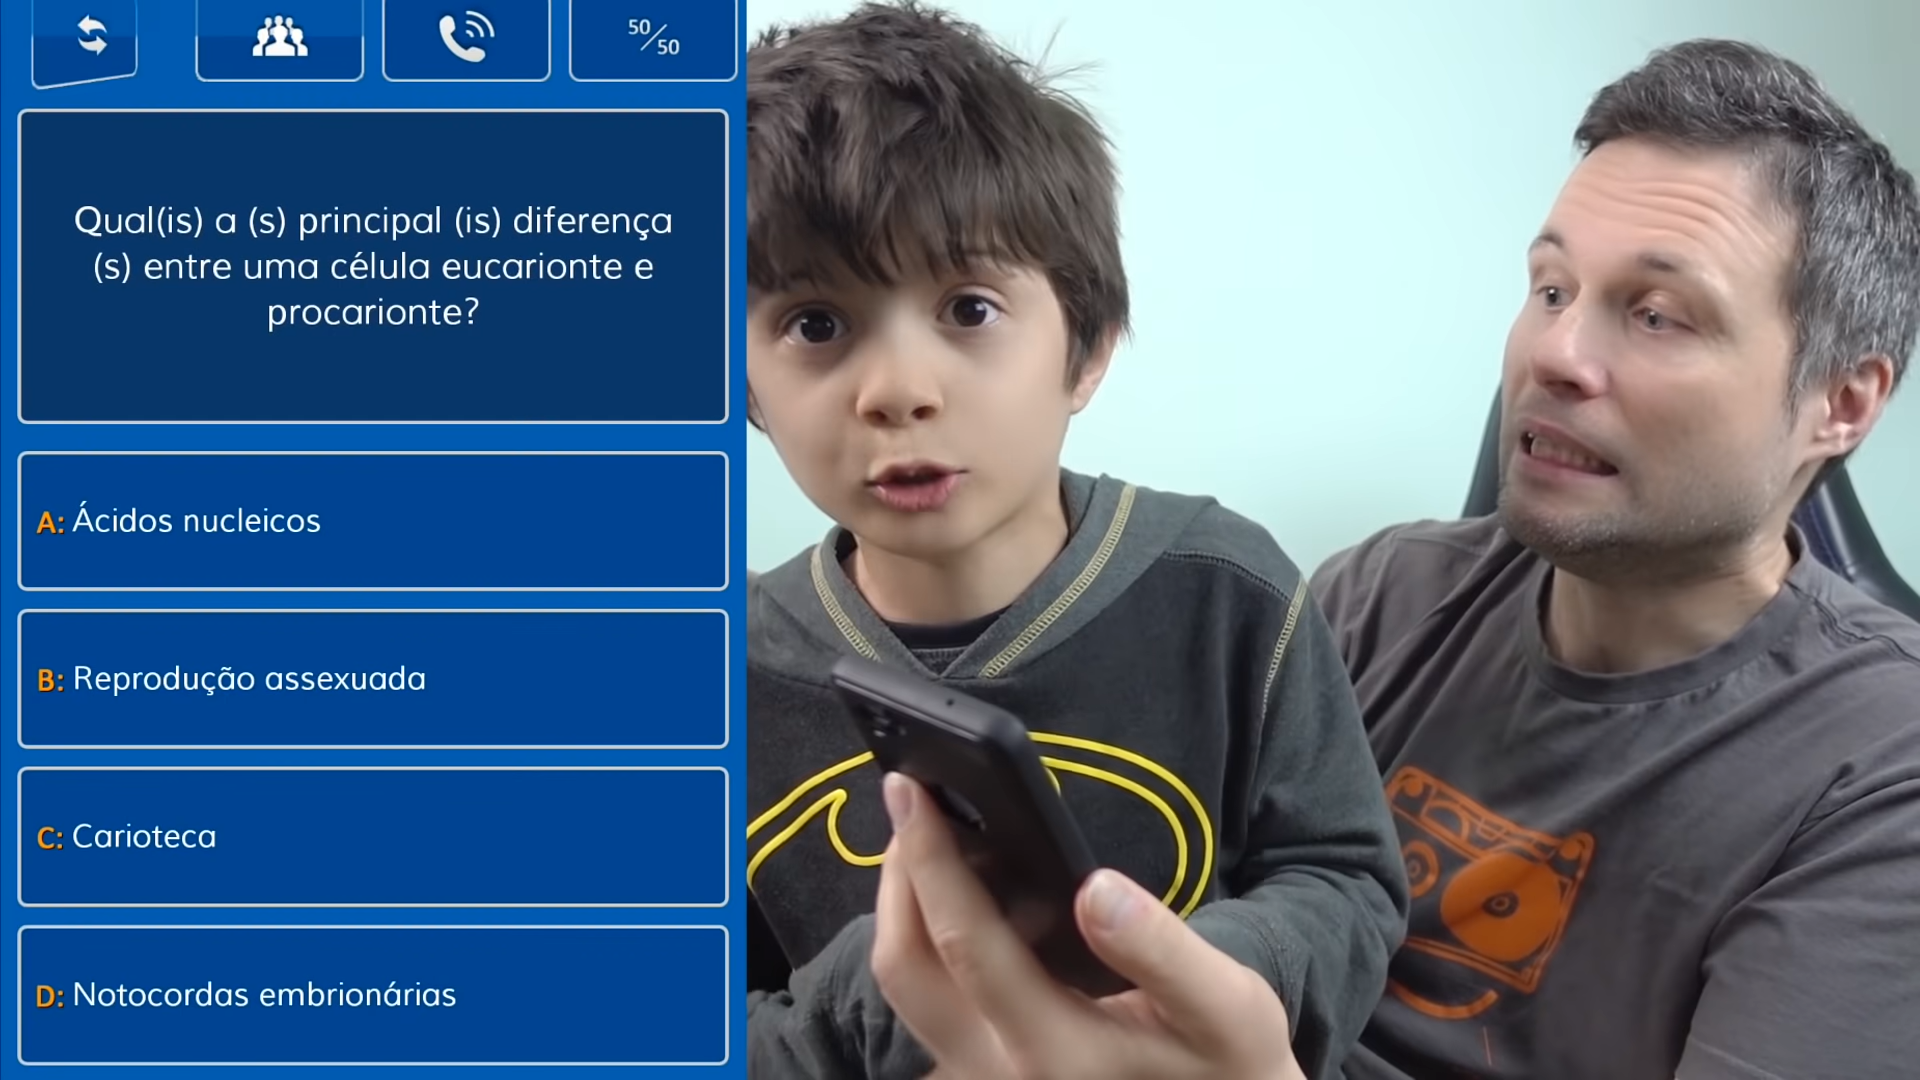 50/50
Qual(is) a (s) principal (is) diferença
(s) entre uma célula eucarionte e
procarionte?
A: Ácidos nucleicos
B: Reprodução assexuada
C: Carioteca
D: Notocordas embrionárias